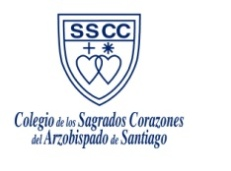 SSCC
Colegio de los Sagrados Corazones
del Arzobispado de Santiago